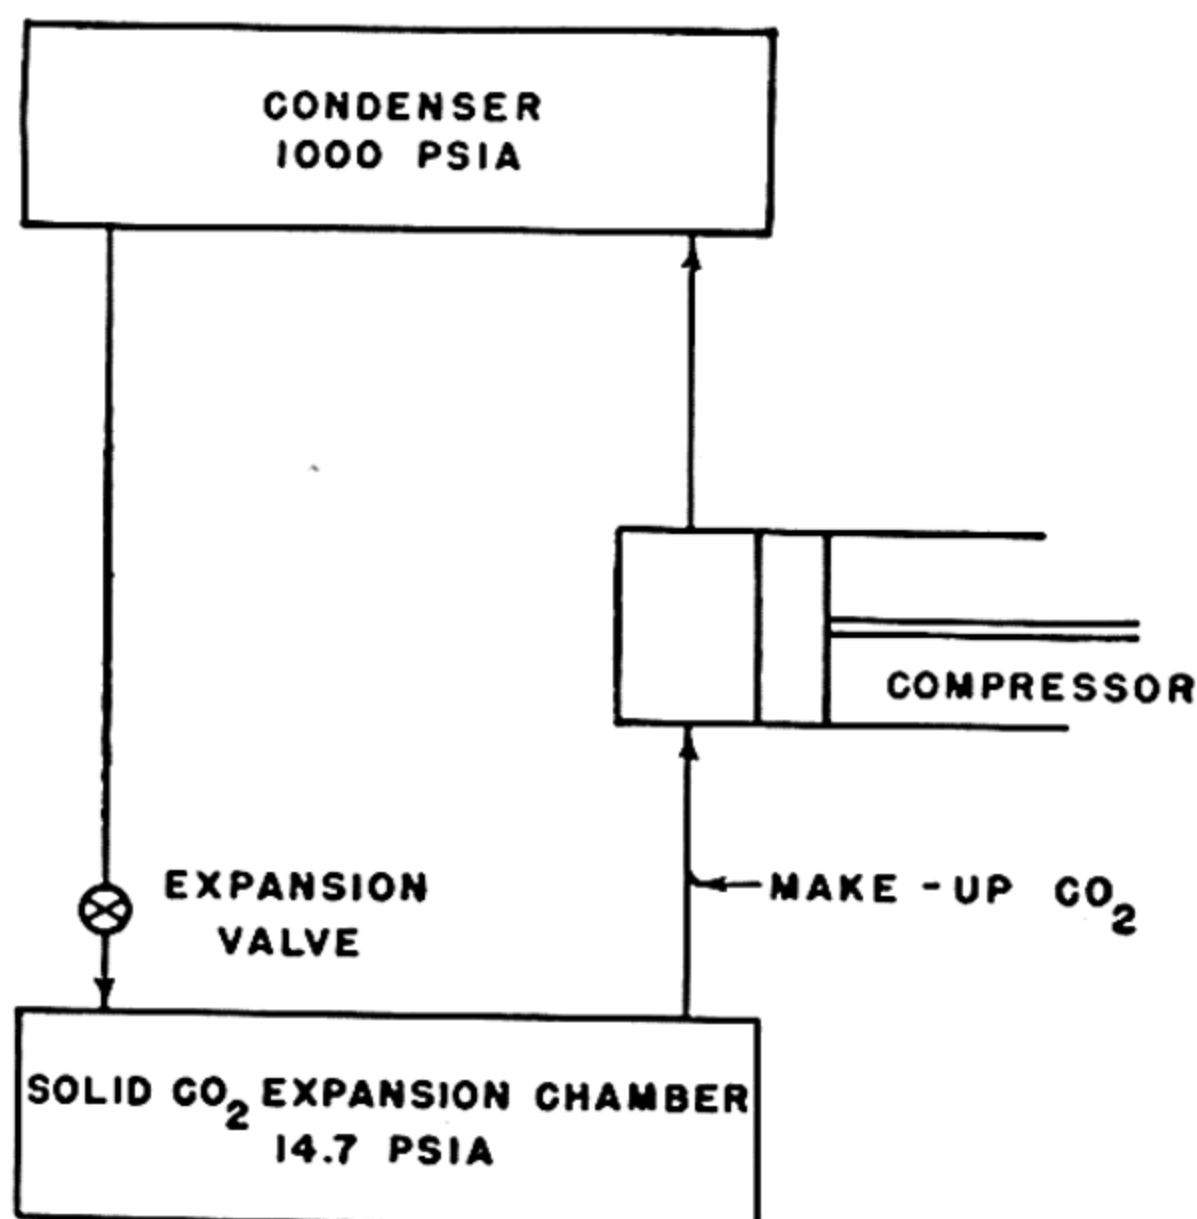 CONDENSER
1000 PSIA
COMPRESSOR
EXPANSION
VALVE
MAKE-UP CO2
SOLID CO2 EXPANSION CHAMBER
14.7 PSIA